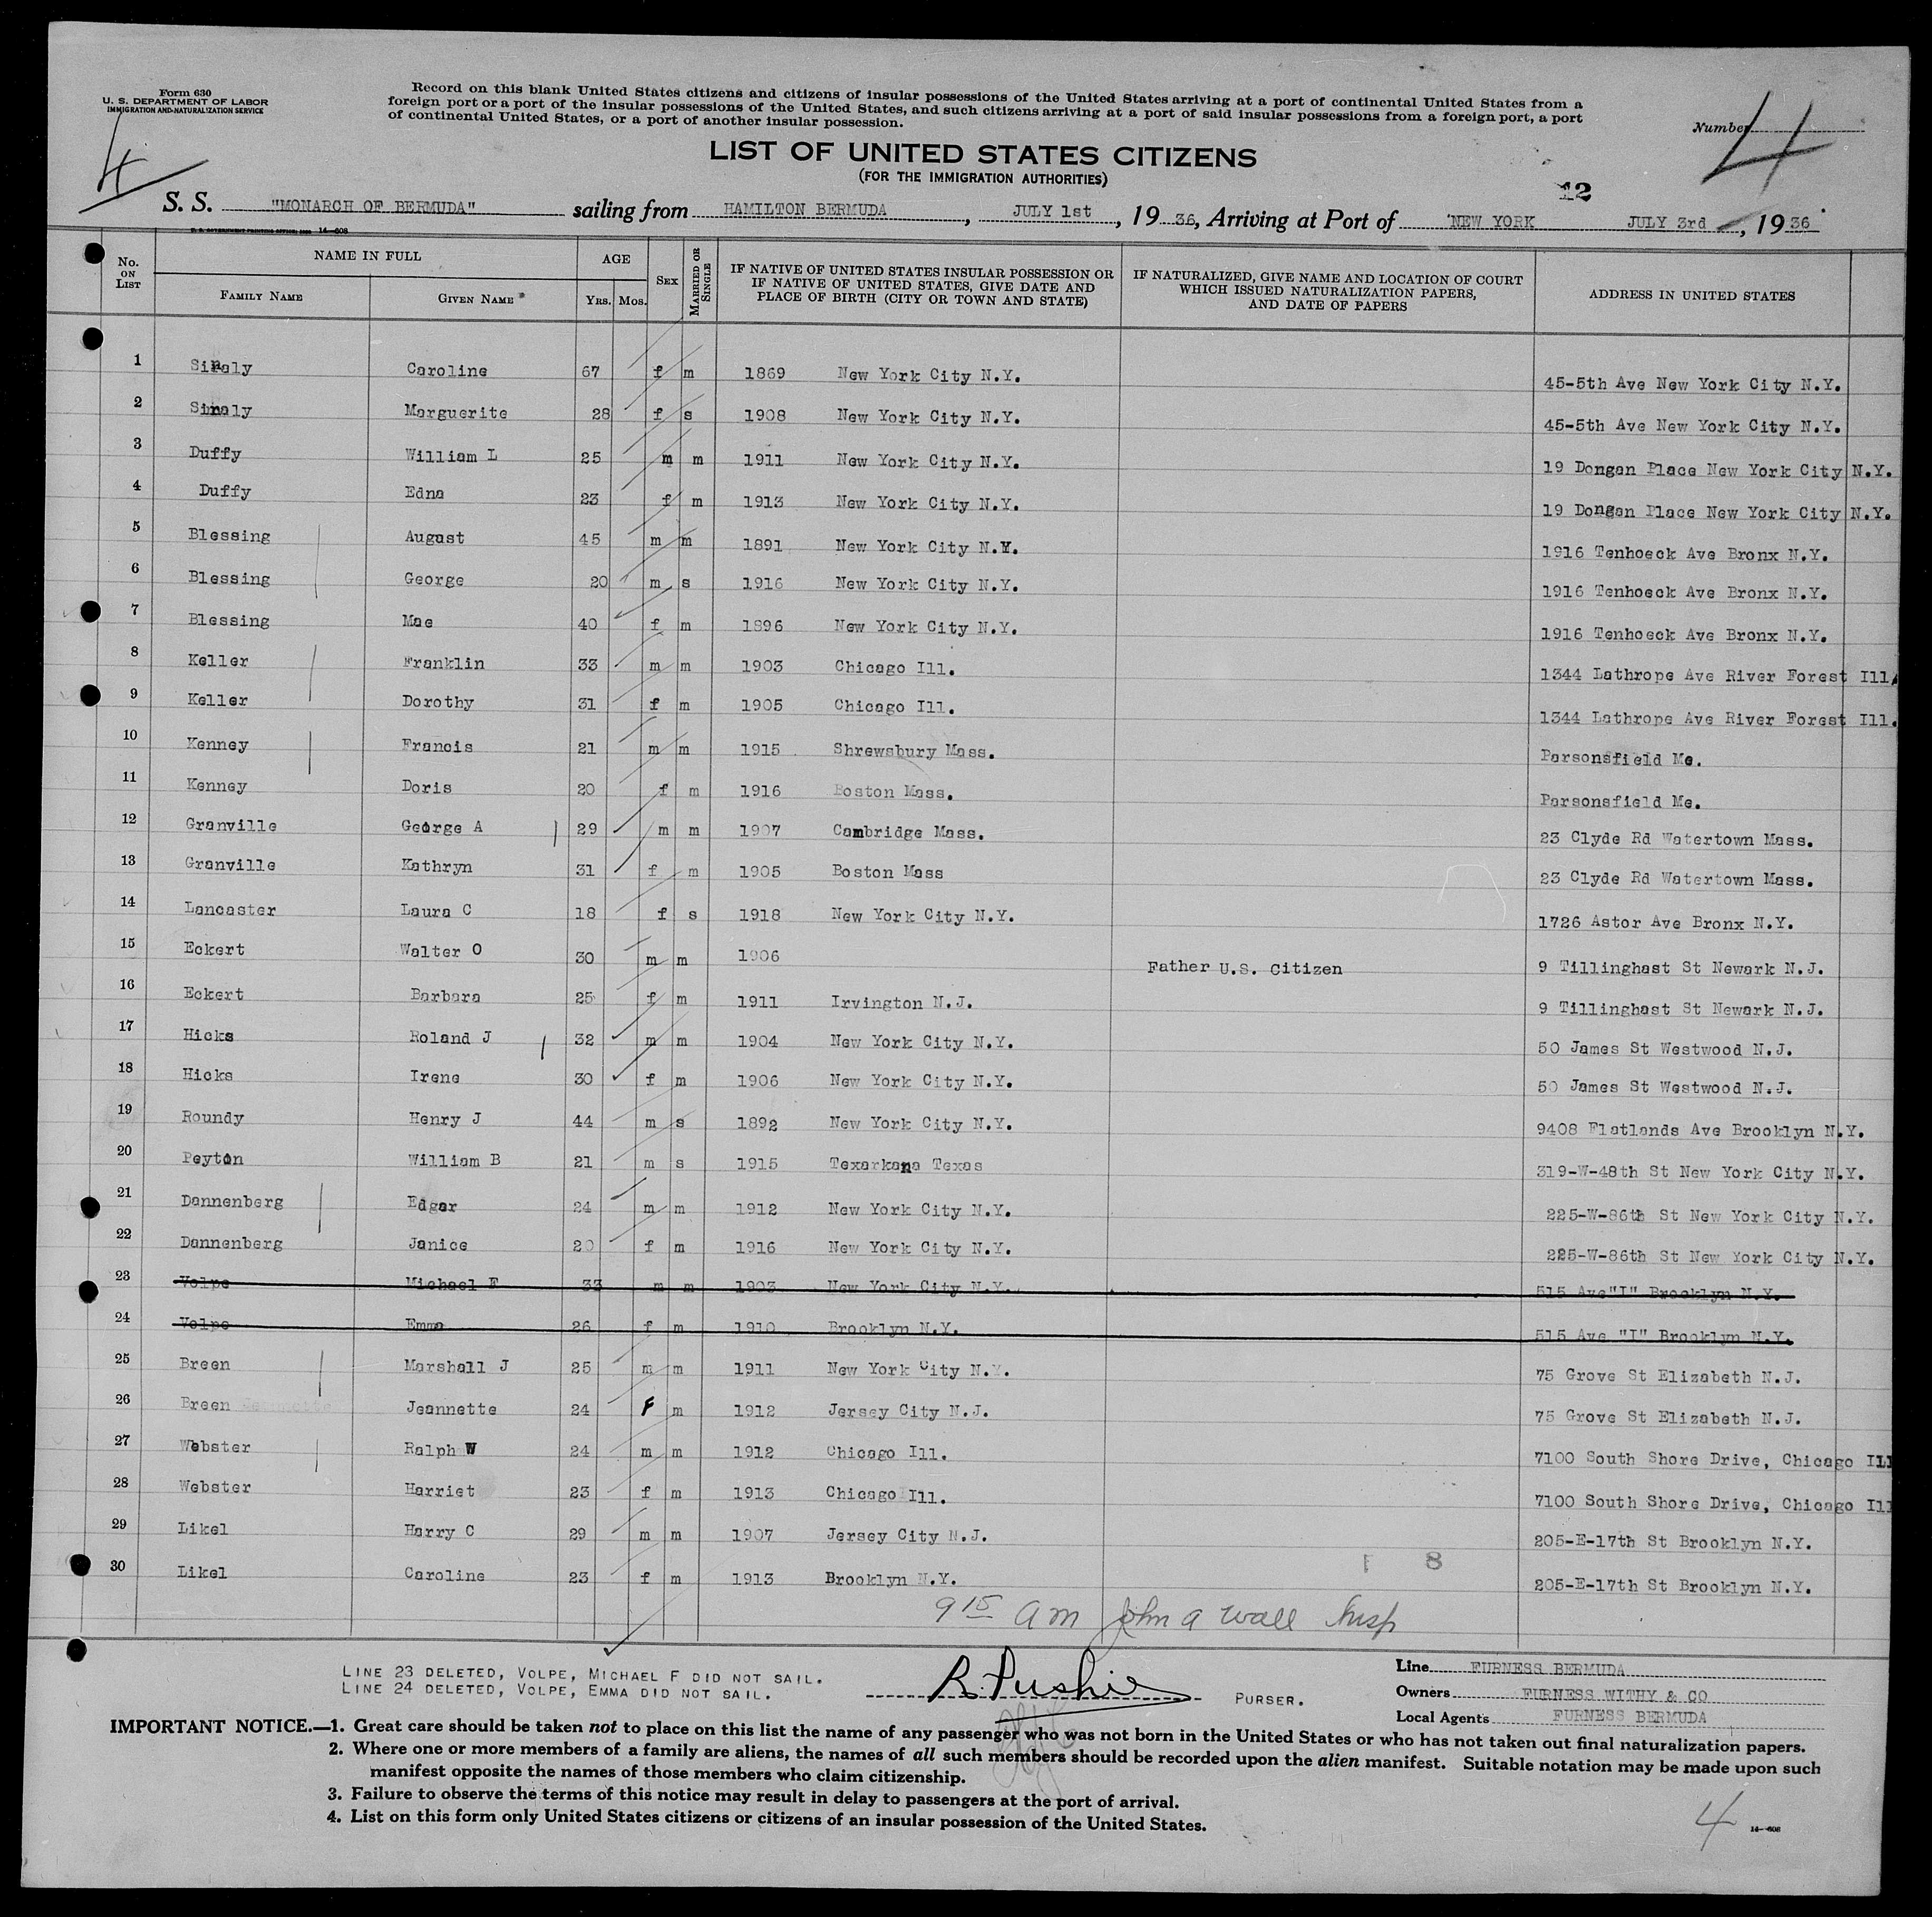 Form 630
U. S. DEPARTMENT OF LABOR
IMMIGRATION AND NATURALIZATION SERVICE
Record on this blank United States citizens and citizens of insular possessions of the United States arriving at a port of continental United States from a
foreign port or a port of the insular possessions of the United States, and such citizens arriving at a port of said insular possessions from a foreign port, a port
of continental United States, or a port of another insular possession.
Number 4
4
LIST OF UNITED STATES CITIZENS
(FOR THE IMMIGRATION AUTHORITIES)
12
S. S. "MONARCH OF BERMUDA" sailing from HAMILTON BERMUDA, JULY 1st, 1936, Arriving at Port of NEW YORK JULY 3rd, 1936
No. ON LIST NAME IN FULL FAMILY NAME GIVEN NAME AGE YRS. MOS. SEX MARRIED OR SINGLE IF NATIVE OF UNITED STATES INSULAR POSSESSION OR IF NATIVE OF UNITED STATES, GIVE DATE AND PLACE OF BIRTH (CITY OR TOWN AND STATE) IF NATURALIZED, GIVE NAME AND LOCATION OF COURT WHICH ISSUED NATURALIZATION PAPERS, AND DATE OF PAPERS ADDRESS IN UNITED STATES
1 Caroline 67 f m 1869 New York City N.Y. 45-5th Ave New York City N.Y.
2 Marguerite 28 f s 1908 New York City N.Y. 45-5th Ave New York City N.Y.
3 Duffy William L 25 m m 1911 New York City N.Y. 19 Dongan Place New York City N.Y.
4 Duffy Edna 23 f m 1913 New York City N.Y. 19 Dongan Place New York City N.Y.
5 Blessing August 45 m m 1891 New York City N.Y. 1916 Tenhoeck Ave Bronx N.Y.
6 Blessing George 20 m s 1916 New York City N.Y. 1916 Tenhoeck Ave Bronx N.Y.
7 Blessing Mae 40 f m 1896 New York City N.Y. 1916 Tenhoeck Ave Bronx N.Y.
8 Keller Franklin 33 m m 1903 Chicago Ill. 1344 Lathrope Ave River Forest Ill.
9 Keller Dorothy 31 f m 1905 Chicago Ill. 1344 Lathrope Ave River Forest Ill.
10 Kenney Francis 21 m m 1915 Shrewsbury Mass. Parsonsfield Me.
11 Kenney Doris 20 f m 1916 Boston Mass. Parsonsfield Me.
12 Granville George A 29 m m 1907 Cambridge Mass. 23 Clyde Rd Watertown Mass.
13 Granville Kathryn 31 f m 1905 Boston Mass 23 Clyde Rd Watertown Mass.
14 Lancaster Laura C 18 f s 1918 New York City N.Y. 1726 Astor Ave Bronx N.Y.
15 Eckert Walter O 30 m m 1906 Father U.S. Citizen 9 Tillinghast St Newark N.J.
16 Eckert Barbara 25 f m 1911 Irvington N.J. 9 Tillinghast St Newark N.J.
17 Hicks Roland J 32 m m 1904 New York City N.Y. 50 James St Westwood N.J.
18 Hicks Irene 30 f m 1906 New York City N.Y. 50 James St Westwood N.J.
19 Roundy Henry J 44 m s 1892 New York City N.Y. 9408 Flatlands Ave Brooklyn N.Y.
20 Peyton William B 21 m s 1915 Texarkana Texas 319-W-48th St New York City N.Y.
21 Dannenberg Edgar 24 m m 1912 New York City N.Y. 225-W-86th St New York City N.Y.
22 Dannenberg Janice 20 f m 1916 New York City N.Y. 225-W-86th St New York City N.Y.
23 Volpe Michael F 33 m m 1903 New York City N.Y. 515 Ave "I" Brooklyn N.Y.
24 Volpe Emma 26 f m 1910 Brooklyn N.Y. 515 Ave "I" Brooklyn N.Y.
25 Breen Marshall J 25 m m 1911 New York City N.Y. 75 Grove St Elizabeth N.J.
26 Breen Jeannette 24 F m 1912 Jersey City N.J. 75 Grove St Elizabeth N.J.
27 Webster Ralph W 24 m m 1912 Chicago Ill. 7100 South Shore Drive, Chicago Ill
28 Webster Harriet 23 f m 1913 Chicago Ill. 7100 South Shore Drive, Chicago Ill
29 Likel Harry C 29 m m 1907 Jersey City N.J. 205-E-17th St Brooklyn N.Y.
30 Likel Caroline 23 f m 1913 Brooklyn N.Y. 205-E-17th St Brooklyn N.Y.
8
9 15 am John A Wall Insp
LINE 23 DELETED, VOLPE, MICHAEL F DID NOT SAIL.
LINE 24 DELETED, VOLPE, EMMA DID NOT SAIL.
PURSER.
Line FURNESS BERMUDA
Owners FURNESS WITHY & CO
Local Agents FURNESS BERMUDA
IMPORTANT NOTICE.—1. Great care should be taken not to place on this list the name of any passenger who was not born in the United States or who has not taken out final naturalization papers.
2. Where one or more members of a family are aliens, the names of all such members should be recorded upon the alien manifest. Suitable notation may be made upon such
manifest opposite the names of those members who claim citizenship.
3. Failure to observe the terms of this notice may result in delay to passengers at the port of arrival.
4. List on this form only United States citizens or citizens of an insular possession of the United States.
4
14—608